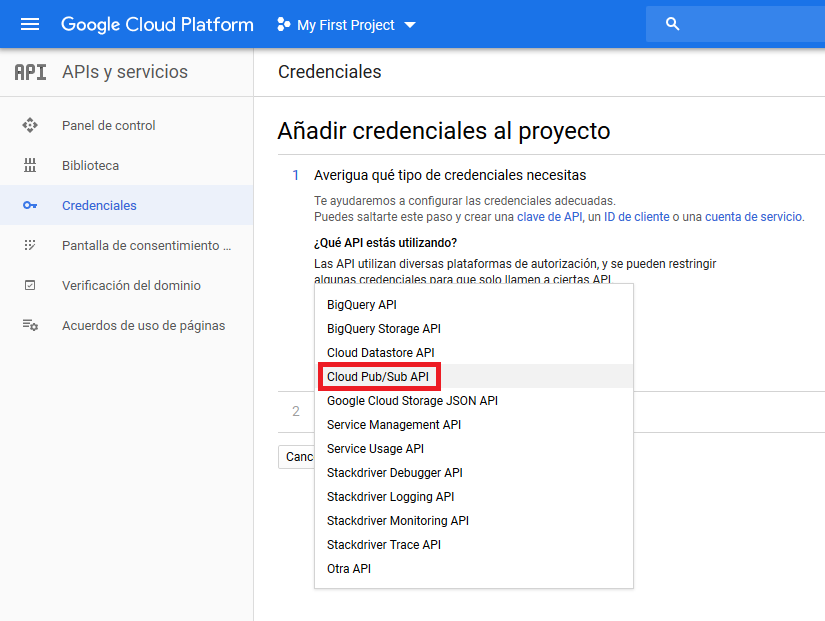 Google Cloud Platform
My First Project
API
APIs y servicios
Credenciales
Panel de control
Biblioteca
Credenciales
Pantalla de consentimiento ...
Verificación del dominio
Acuerdos de uso de páginas
Añadir credenciales al proyecto
1 Averigua qué tipo de credenciales necesitas
Te ayudaremos a configurar las credenciales adecuadas.
Puedes saltarte este paso y crear una clave de API, un ID de cliente o una cuenta de servicio.
¿Qué API estás utilizando?
Las API utilizan diversas plataformas de autorización, y se pueden restringir
algunas credenciales para que solo llamen a ciertas API.
BigQuery API
BigQuery Storage API
Cloud Datastore API
Cloud Pub/Sub API
Google Cloud Storage JSON API
Service Management API
Service Usage API
Stackdriver Debugger API
Stackdriver Logging API
Stackdriver Monitoring API
Stackdriver Trace API
Otra API
2
Canc